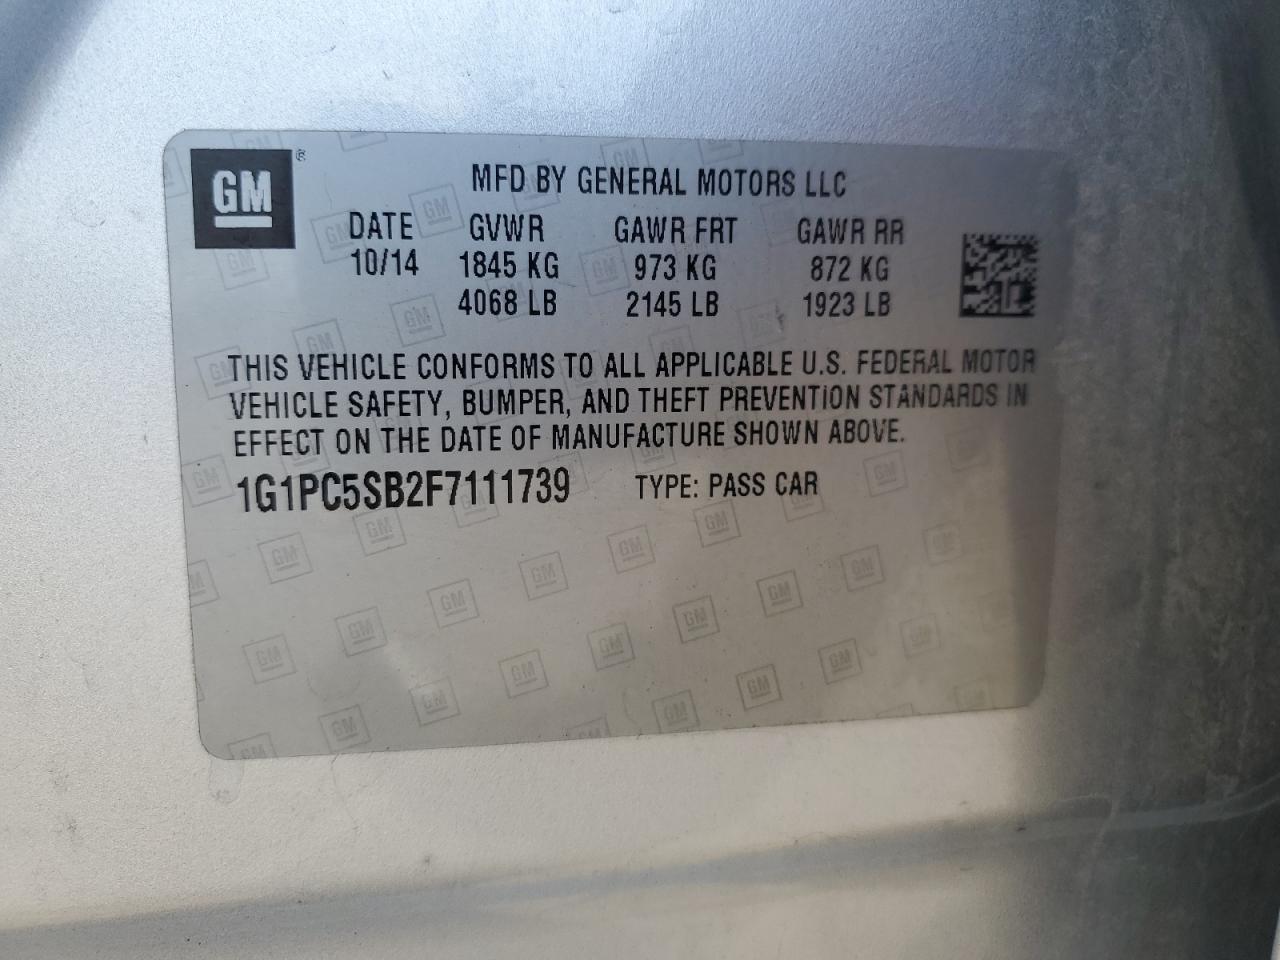 GM®
MFD BY GENERAL MOTORS LLC
DATE GVWR GAWR FRT GAWR RR
10/14 1845 KG 973 KG 872 KG
4068 LB 2145 LB 1923 LB
THIS VEHICLE CONFORMS TO ALL APPLICABLE U.S. FEDERAL MOTOR
VEHICLE SAFETY, BUMPER, AND THEFT PREVENTION STANDARDS IN
EFFECT ON THE DATE OF MANUFACTURE SHOWN ABOVE.
1G1PC5SB2F7111739 TYPE: PASS CAR